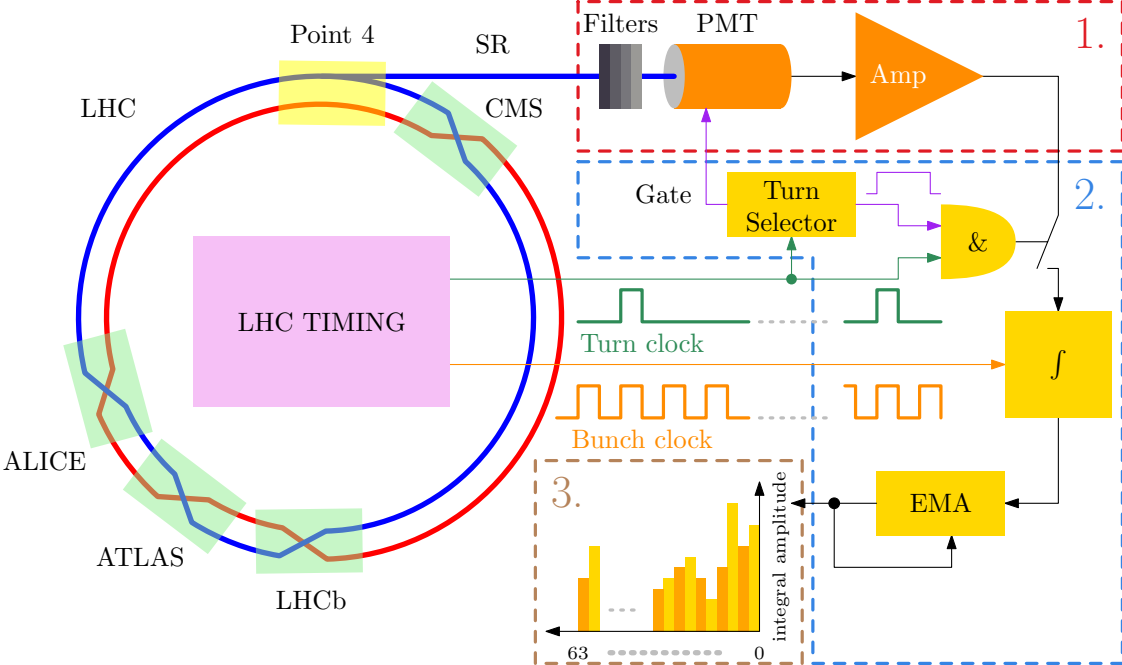 Point 4
SR
Filters
PMT
1.
Amp
LHC
CMS
2.
Gate
Turn
Selector
&
LHC TIMING
Turn clock
∫
Bunch clock
ALICE
3.
integral amplitude
EMA
ATLAS
LHCb
63
0